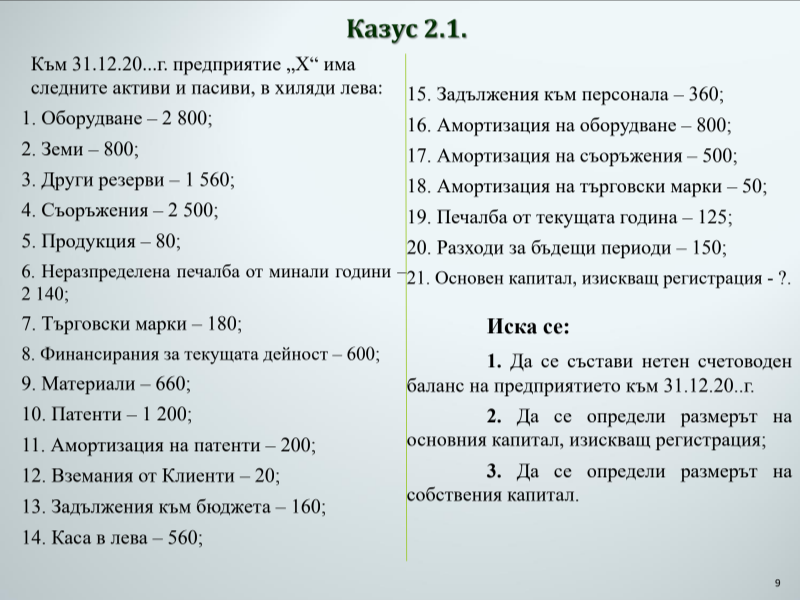 Казус 2.1.
Към 31.12.20...г. предприятие „Х“ има
следните активи и пасиви, в хиляди лева:
1. Оборудване – 2 800;
2. Земи – 800;
3. Други резерви – 1 560;
4. Съоръжения – 2 500;
5. Продукция – 80;
6. Неразпределена печалба от минали години –
2 140;
7. Търговски марки – 180;
8. Финансирания за текущата дейност – 600;
9. Материали – 660;
10. Патенти – 1 200;
11. Амортизация на патенти – 200;
12. Вземания от Клиенти – 20;
13. Задължения към бюджета – 160;
14. Каса в лева – 560;
15. Задължения към персонала – 360;
16. Амортизация на оборудване – 800;
17. Амортизация на съоръжения – 500;
18. Амортизация на търговски марки – 50;
19. Печалба от текущата година – 125;
20. Разходи за бъдещи периоди – 150;
21. Основен капитал, изискващ регистрация - ?.
Иска се:
1. Да се състави нетен счетоводен
баланс на предприятието към 31.12.20..г.
2. Да се определи размерът на
основния капитал, изискващ регистрация;
3. Да се определи размерът на
собствения капитал.
9